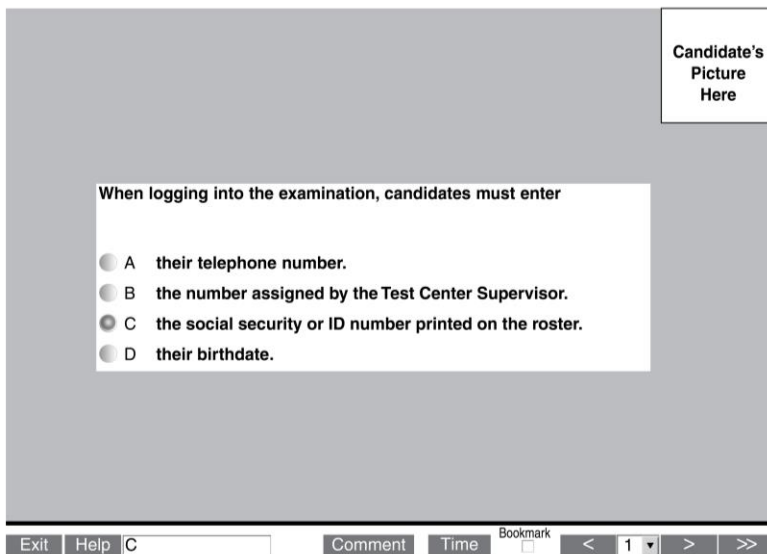 Candidate's
Picture
Here
When logging into the examination, candidates must enter
A their telephone number.
B the number assigned by the Test Center Supervisor.
C the social security or ID number printed on the roster.
D their birthdate.
Exit Help C Comment Time Bookmark < 1 > >>